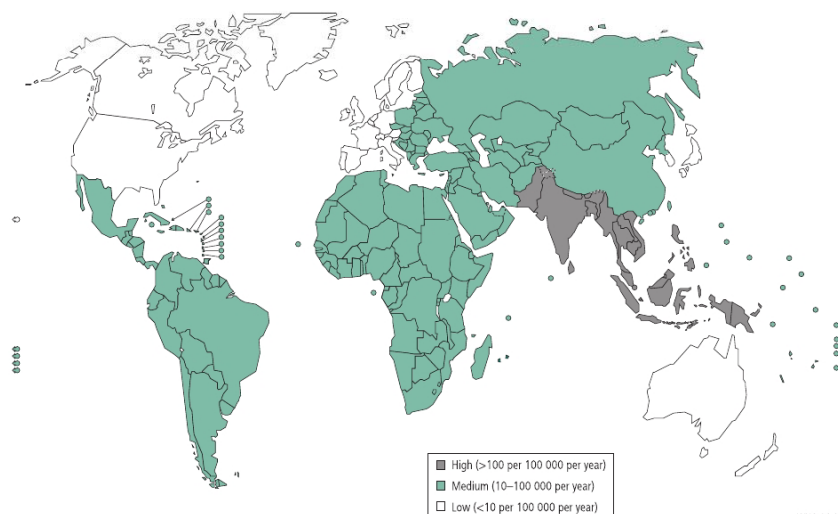 High (>100 per 100 000 per year)
Medium (10–100 000 per year)
Low (<10 per 100 000 per year)